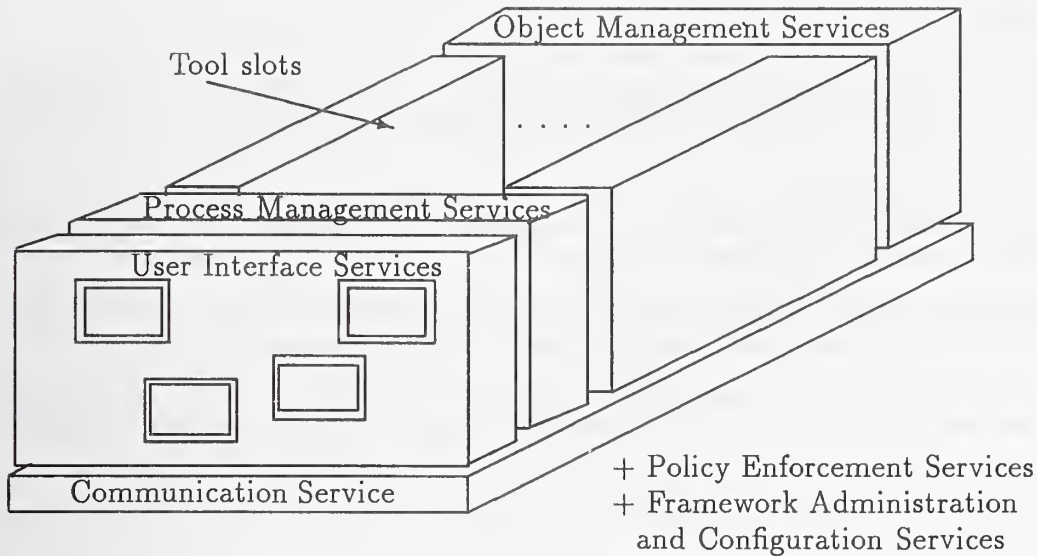 Object Management Services
Tool slots
. . . .
Process Management Services
User Interface Services
Communication Service
+ Policy Enforcement Services
+ Framework Administration
and Configuration Services